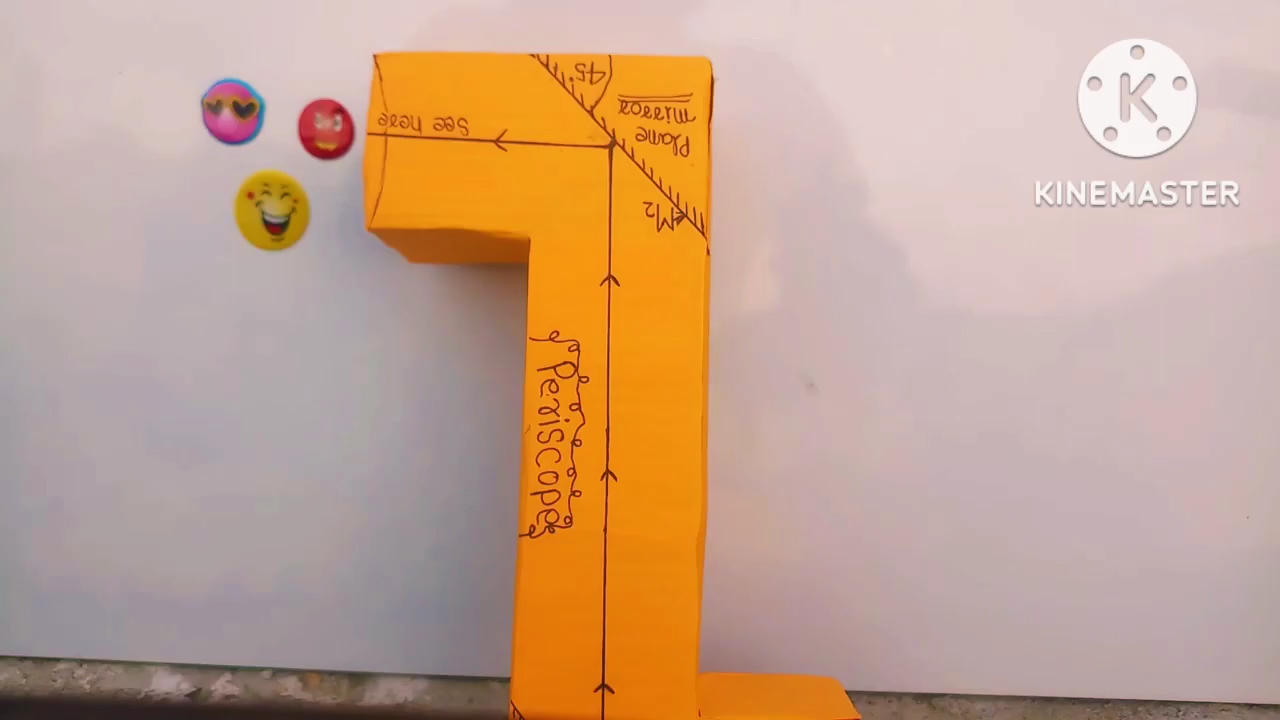 See here
45°
Plane
mirror
M2
Periscope
K
KINEMASTER